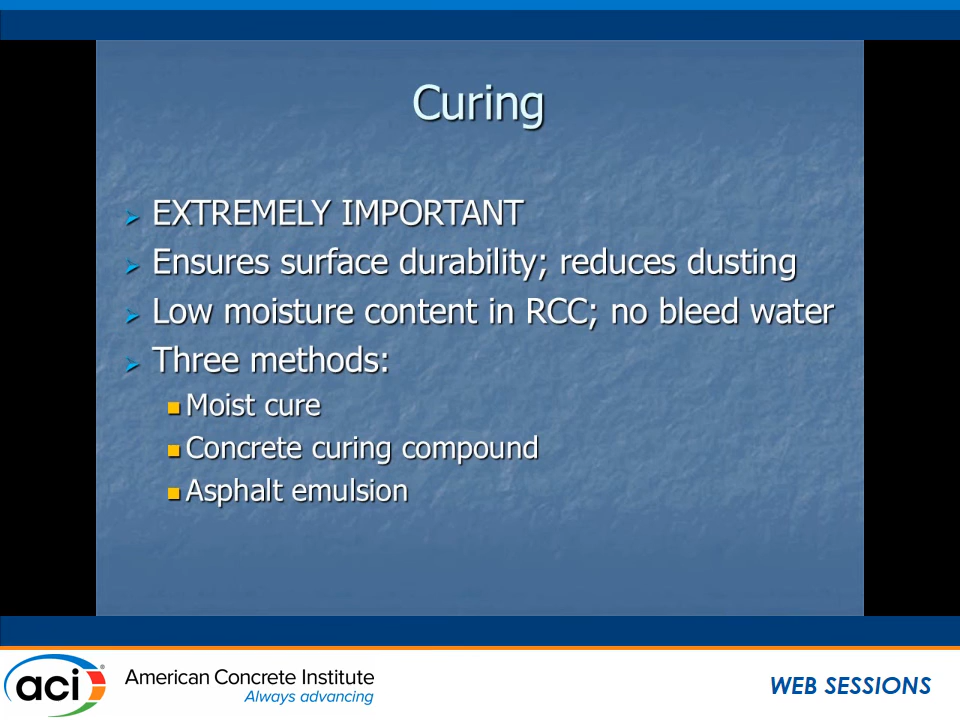 Curing
EXTREMELY IMPORTANT
Ensures surface durability; reduces dusting
Low moisture content in RCC; no bleed water
Three methods:
Moist cure
Concrete curing compound
Asphalt emulsion
aci®
American Concrete Institute
Always advancing
WEB SESSIONS